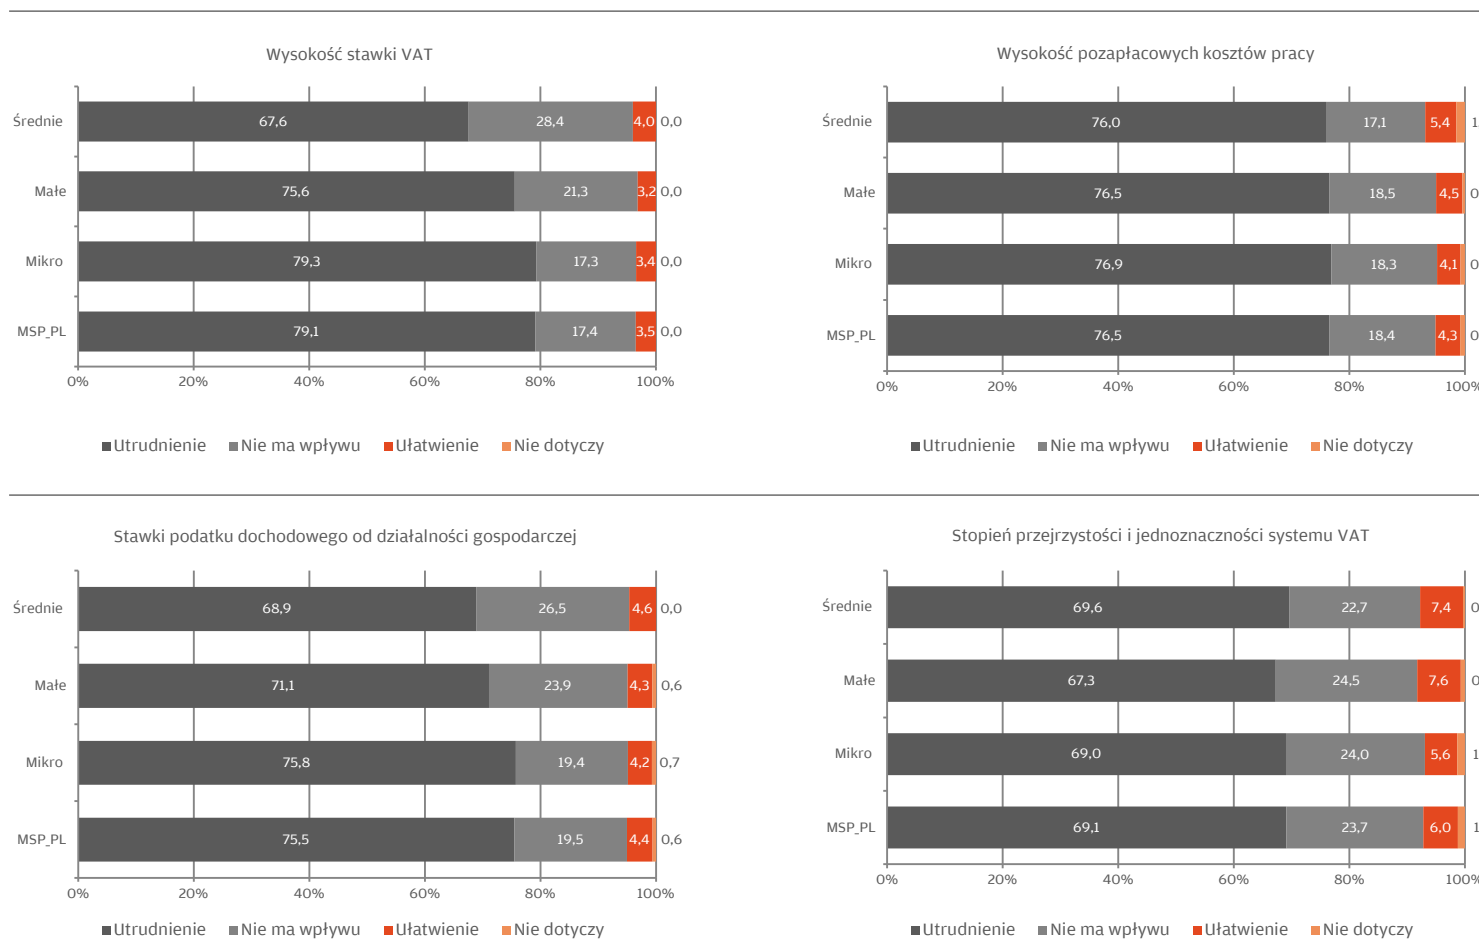 Wysokość stawki VAT
Średnie 67,6 28,4 4,0 0,0
Małe 75,6 21,3 3,2 0,0
Mikro 79,3 17,3 3,4 0,0
MSP_PL 79,1 17,4 3,5 0,0
0% 20% 40% 60% 80% 100%
Utrudnienie Nie ma wpływu Ułatwienie Nie dotyczy
Wysokość pozapłacowych kosztów pracy
Średnie 76,0 17,1 5,4
Małe 76,5 18,5 4,5
Mikro 76,9 18,3 4,1
MSP_PL 76,5 18,4 4,3
0% 20% 40% 60% 80% 100%
Utrudnienie Nie ma wpływu Ułatwienie Nie dotyczy
Stawki podatku dochodowego od działalności gospodarczej
Średnie 68,9 26,5 4,6 0,0
Małe 71,1 23,9 4,3 0,6
Mikro 75,8 19,4 4,2 0,7
MSP_PL 75,5 19,5 4,4 0,6
0% 20% 40% 60% 80% 100%
Utrudnienie Nie ma wpływu Ułatwienie Nie dotyczy
Stopień przejrzystości i jednoznaczności systemu VAT
Średnie 69,6 22,7 7,4
Małe 67,3 24,5 7,6
Mikro 69,0 24,0 5,6
MSP_PL 69,1 23,7 6,0
0% 20% 40% 60% 80% 100%
Utrudnienie Nie ma wpływu Ułatwienie Nie dotyczy